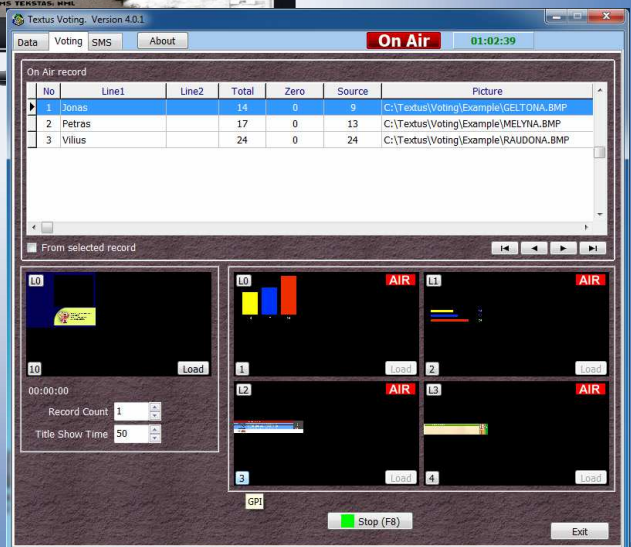 MS TEKSTAS: NML
Textus Voting. Version 4.0.1
Data Voting SMS About On Air 01:02:39
On Air record
No Line1 Line2 Total Zero Source Picture
1 Jonas 14 0 9 C:\Textus\Voting\Example\GELTONA.BMP
2 Petras 17 0 13 C:\Textus\Voting\Example\MELYNA.BMP
3 Vilius 24 0 24 C:\Textus\Voting\Example\RAUDONA.BMP
From selected record
L0
10 Load
00:00:00
Record Count 1
Title Show Time 50
L0 AIR L1 AIR
1 Load 2 Load
L2 AIR L3 AIR
3 Load 4 Load
GPI
Stop (F8)
Exit